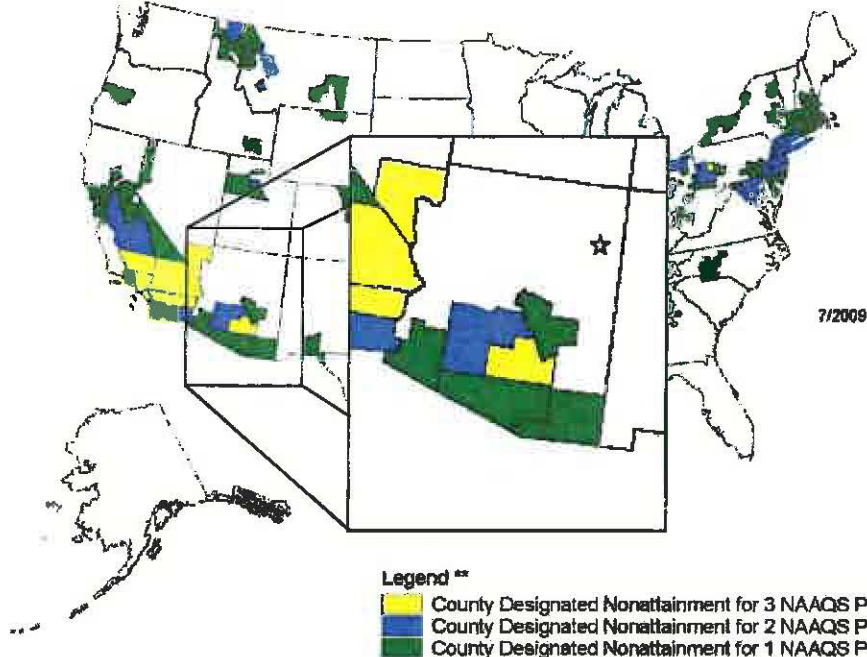 7/2009
Legend **
County Designated Nonattainment for 3 NAAQS P
County Designated Nonattainment for 2 NAAQS P
County Designated Nonattainment for 1 NAAQS P